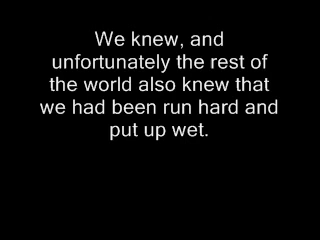 We knew, and
unfortunately the rest of
the world also knew that
we had been run hard and
put up wet.